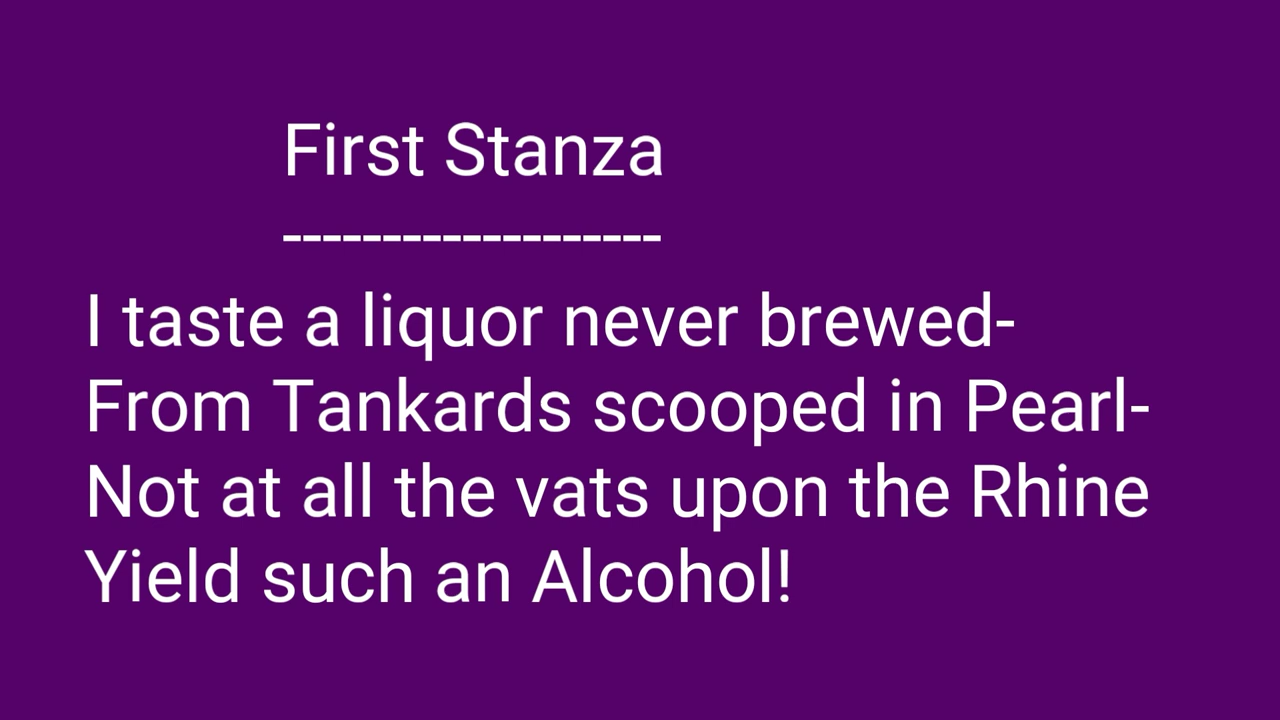 First Stanza
-------------------
I taste a liquor never brewed-
From Tankards scooped in Pearl-
Not at all the vats upon the Rhine
Yield such an Alcohol!